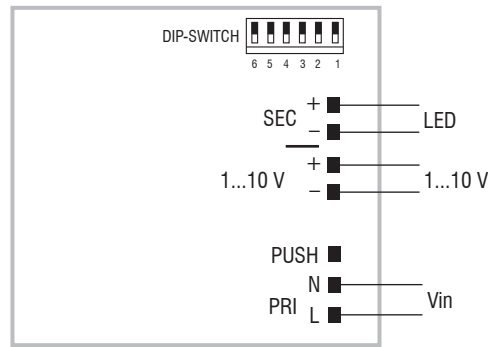 DIP-SWITCH
6 5 4 3 2 1
+
SEC
LED
−
+
1...10 V
1...10 V
−
PUSH
N
PRI
Vin
L